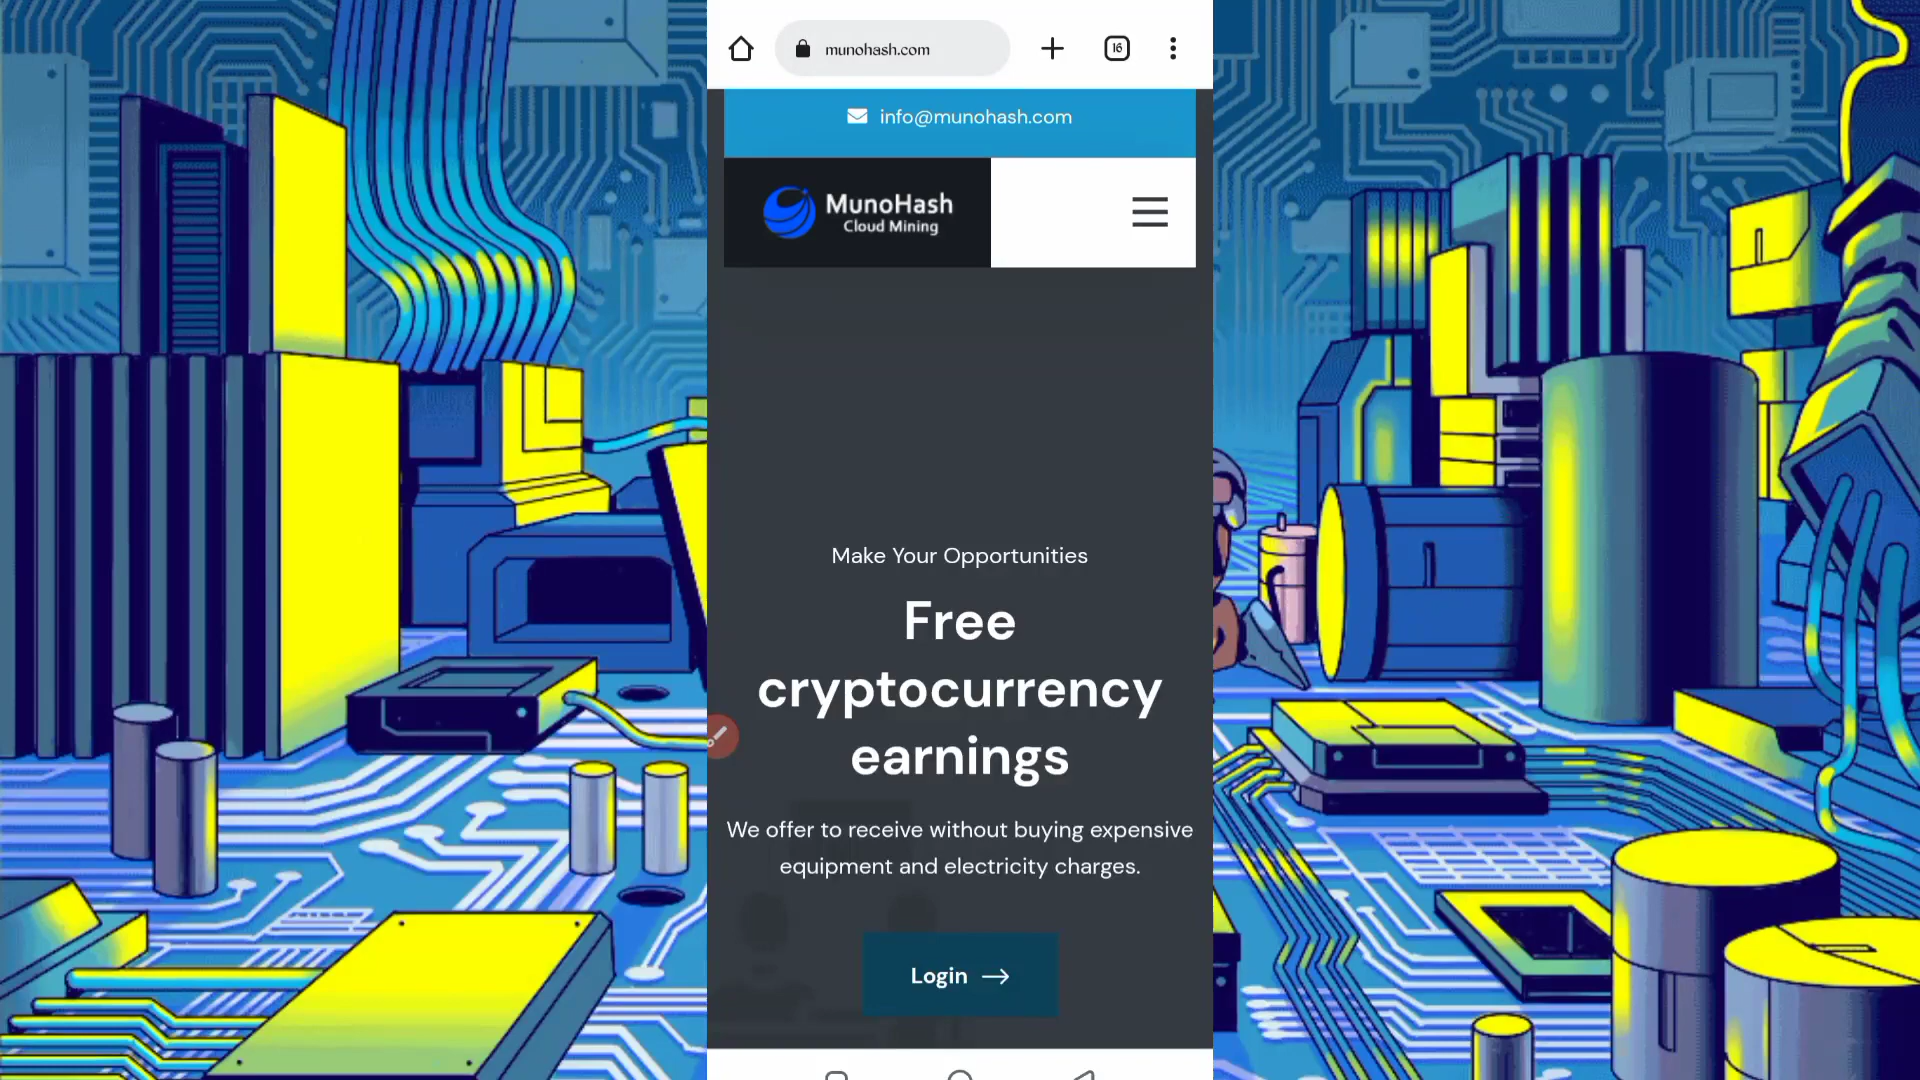 munohash.com
16
info@munohash.com
MunoHash
Cloud Mining
Make Your Opportunities
Free
cryptocurrency
earnings
We offer to receive without buying expensive
equipment and electricity charges.
Login